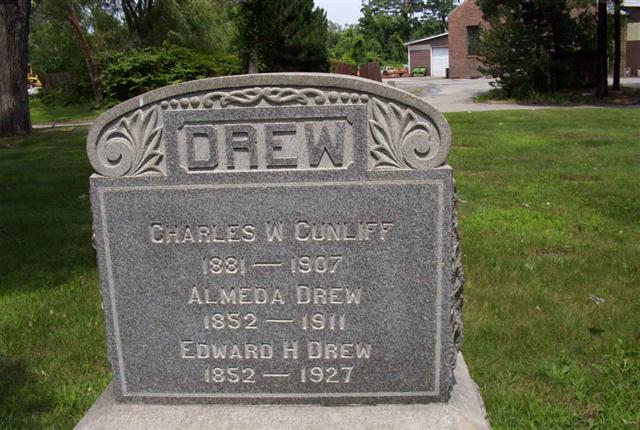 DREW
CHARLES W CUNLIFF
1881 — 1907
ALMEDA DREW
1852 — 1911
EDWARD H DREW
1852 — 1927